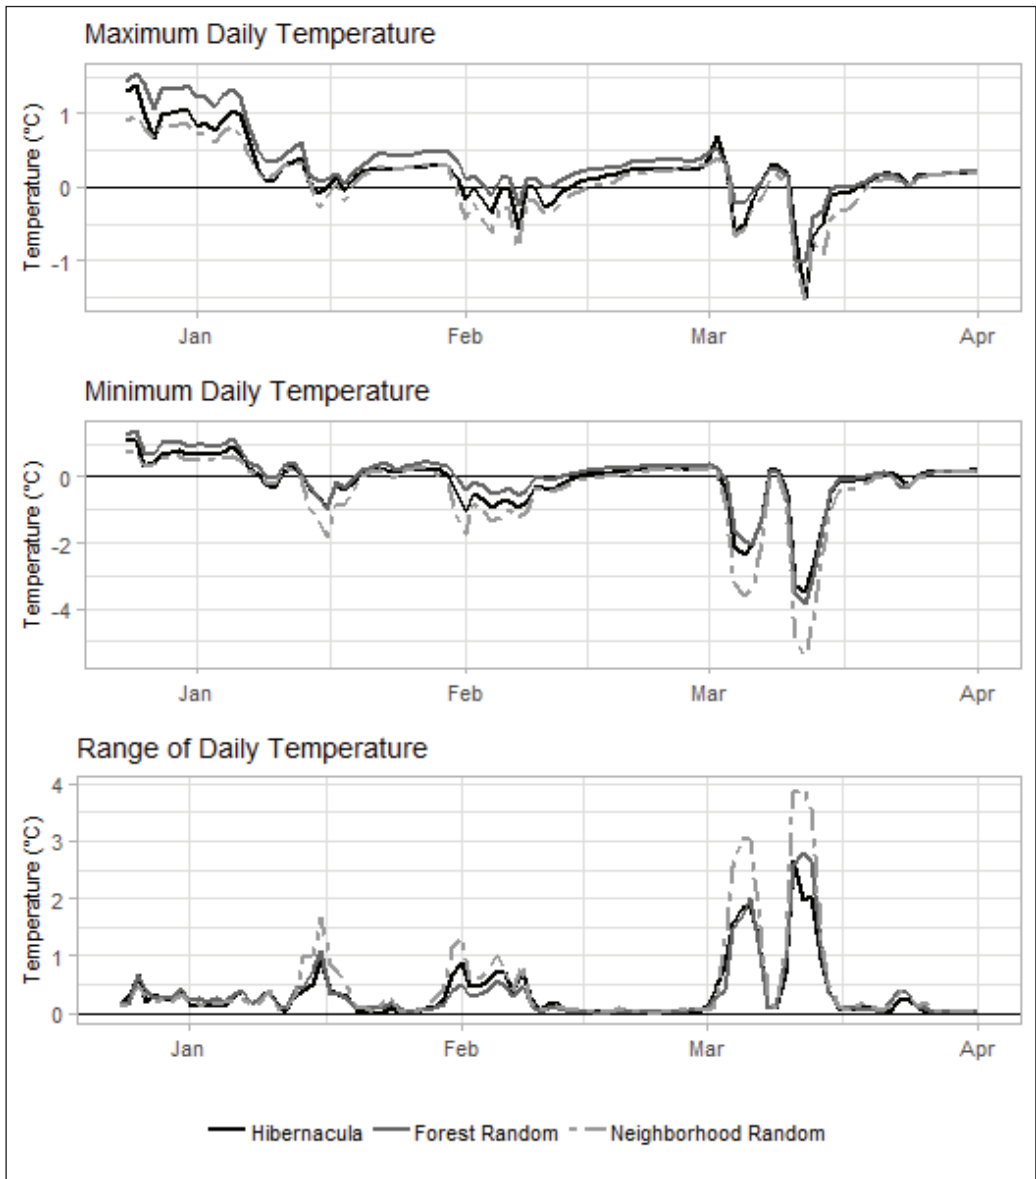 Maximum Daily Temperature
Temperature (°C)
1
0
-1
Jan Feb Mar Apr
Minimum Daily Temperature
Temperature (°C)
0
-2
-4
Jan Feb Mar Apr
Range of Daily Temperature
Temperature (°C)
4
3
2
1
0
Jan Feb Mar Apr
Hibernacula Forest Random Neighborhood Random